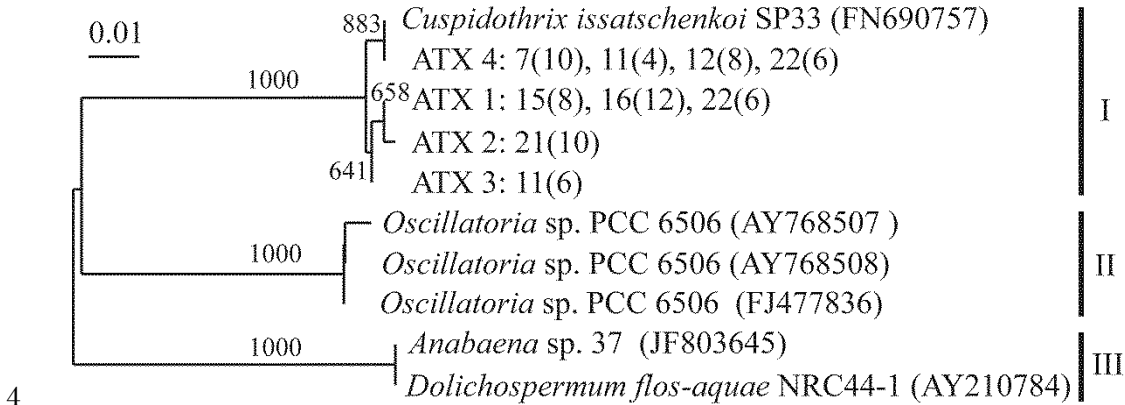 883 Cuspidothrix issatschenkoi SP33 (FN690757)
0.01
ATX 4: 7(10), 11(4), 12(8), 22(6)
1000
658 ATX 1: 15(8), 16(12), 22(6)
I
ATX 2: 21(10)
641
ATX 3: 11(6)
Oscillatoria sp. PCC 6506 (AY768507 )
1000
Oscillatoria sp. PCC 6506 (AY768508)
II
Oscillatoria sp. PCC 6506 (FJ477836)
1000
Anabaena sp. 37 (JF803645)
III
Dolichospermum flos-aquae NRC44-1 (AY210784)
4